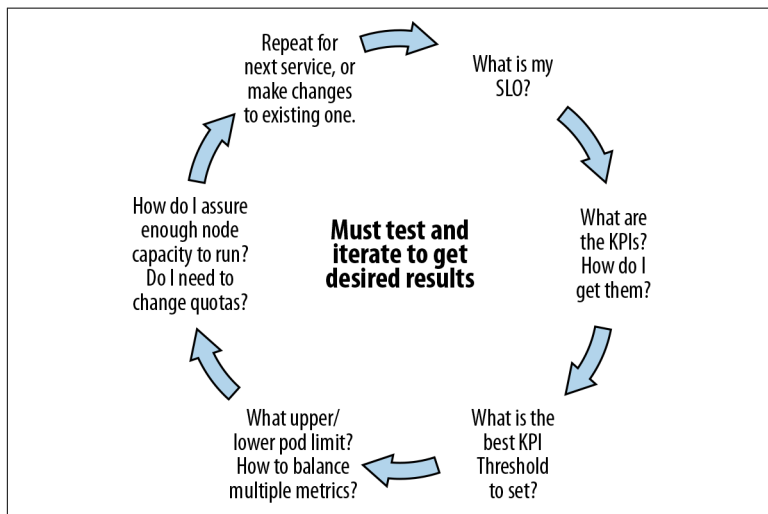 Repeat for
next service, or
make changes
to existing one.
What is my
SLO?
What are
the KPIs?
How do I
get them?
What is the
best KPI
Threshold
to set?
What upper/
lower pod limit?
How to balance
multiple metrics?
How do I assure
enough node
capacity to run?
Do I need to
change quotas?
Must test and
iterate to get
desired results